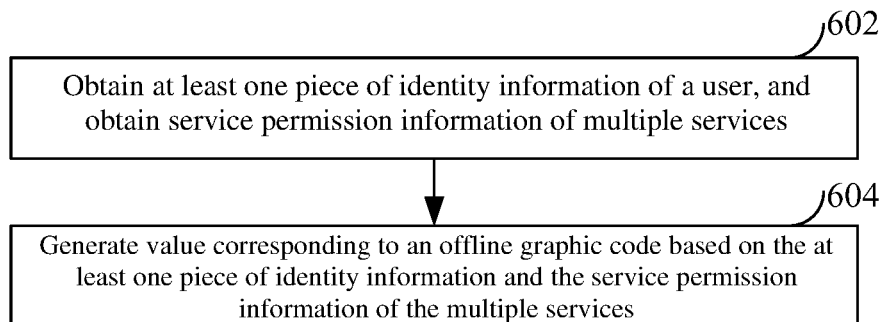 602
Obtain at least one piece of identity information of a user, and
obtain service permission information of multiple services
604
Generate value corresponding to an offline graphic code based on the at
least one piece of identity information and the service permission
information of the multiple services